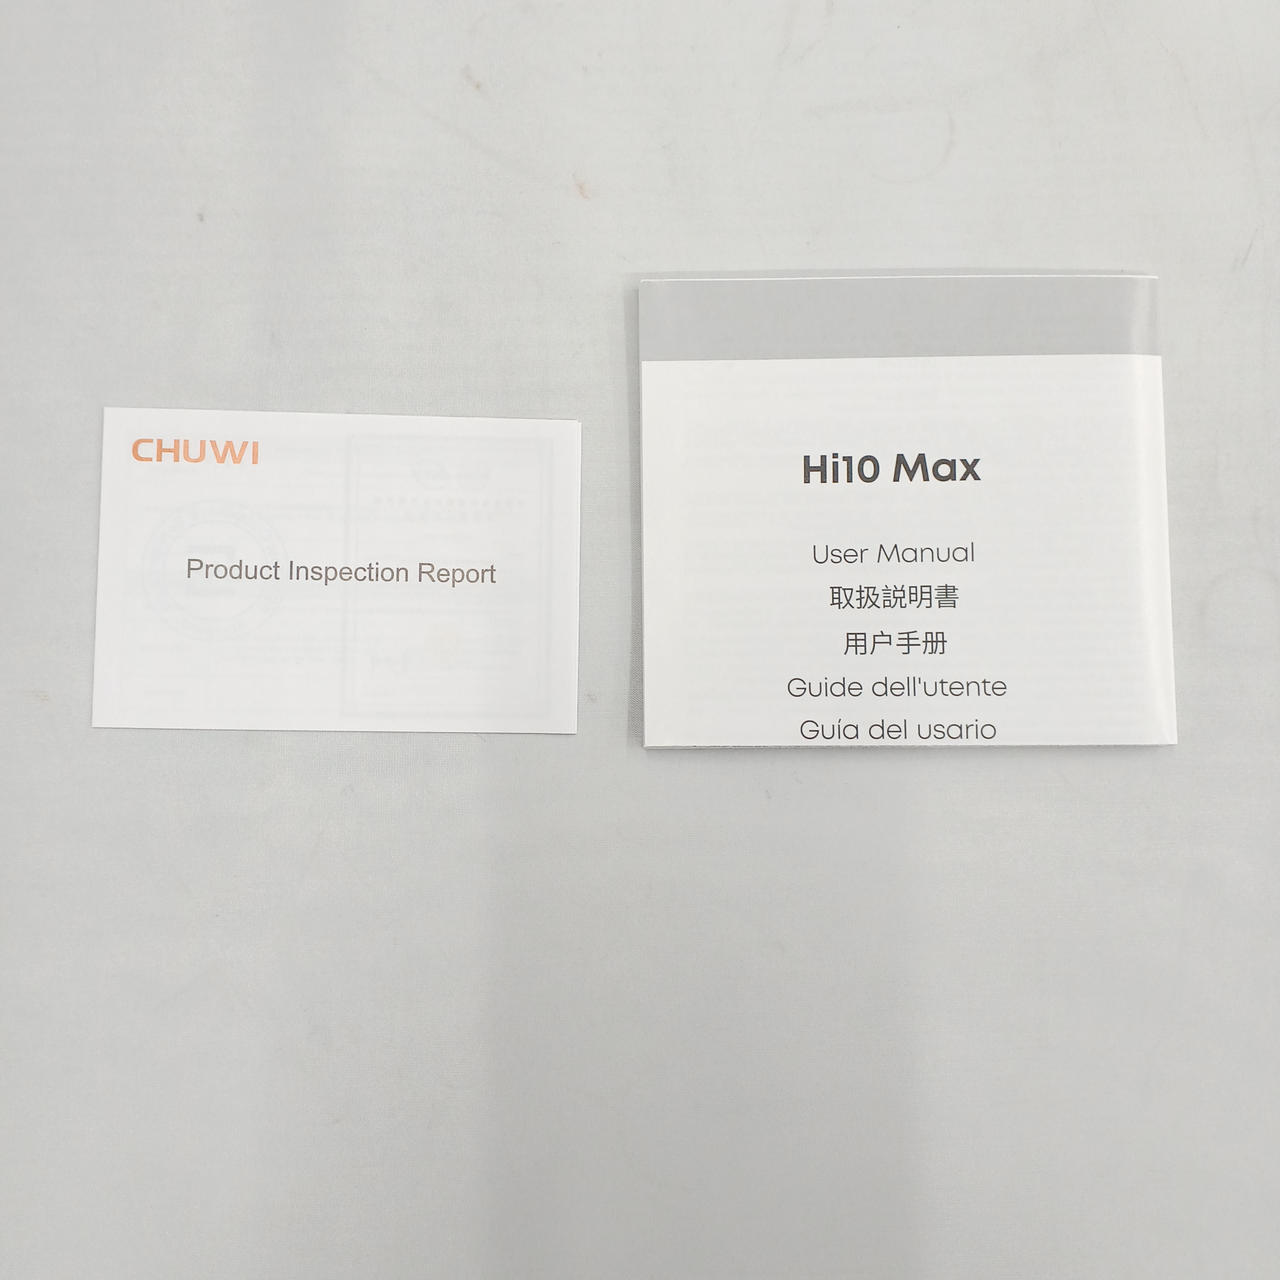 CHUWI
Product Inspection Report
Hi10 Max
User Manual
取扱説明書
用户手册
Guide dell'utente
Guía del usario